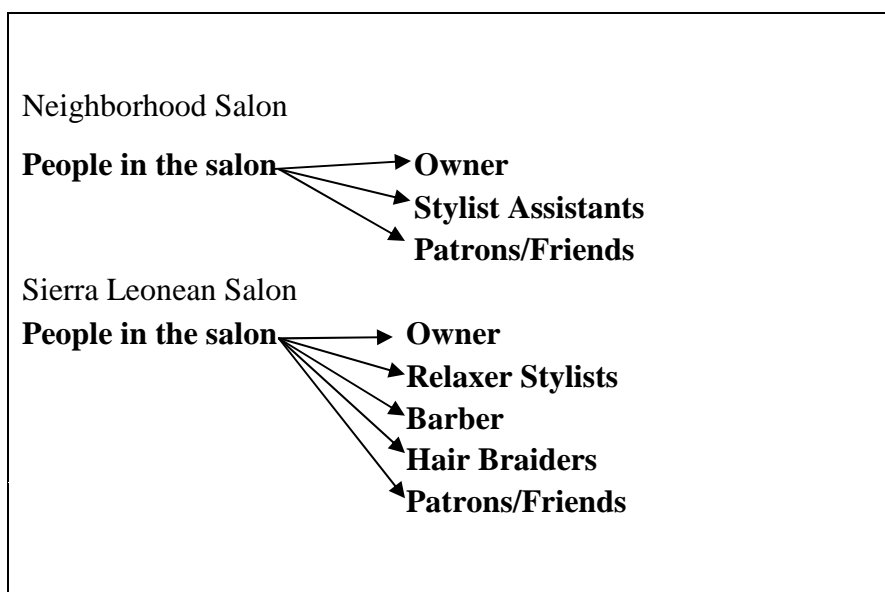 Neighborhood Salon
People in the salon Owner
Stylist Assistants
Patrons/Friends
Sierra Leonean Salon
People in the salon Owner
Relaxer Stylists
Barber
Hair Braiders
Patrons/Friends